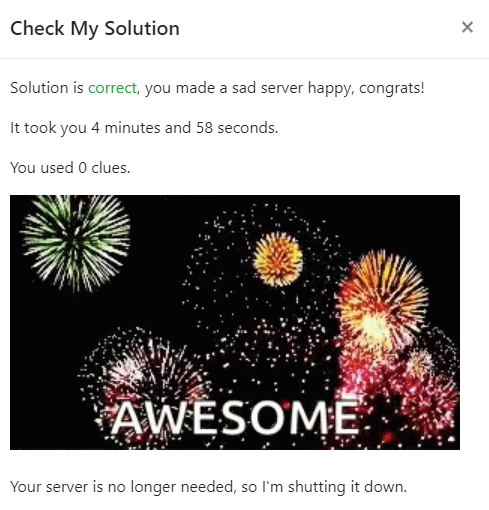 Check My Solution ×
Solution is correct, you made a sad server happy, congrats!
It took you 4 minutes and 58 seconds.
You used 0 clues.
AWESOME
Your server is no longer needed, so I'm shutting it down.